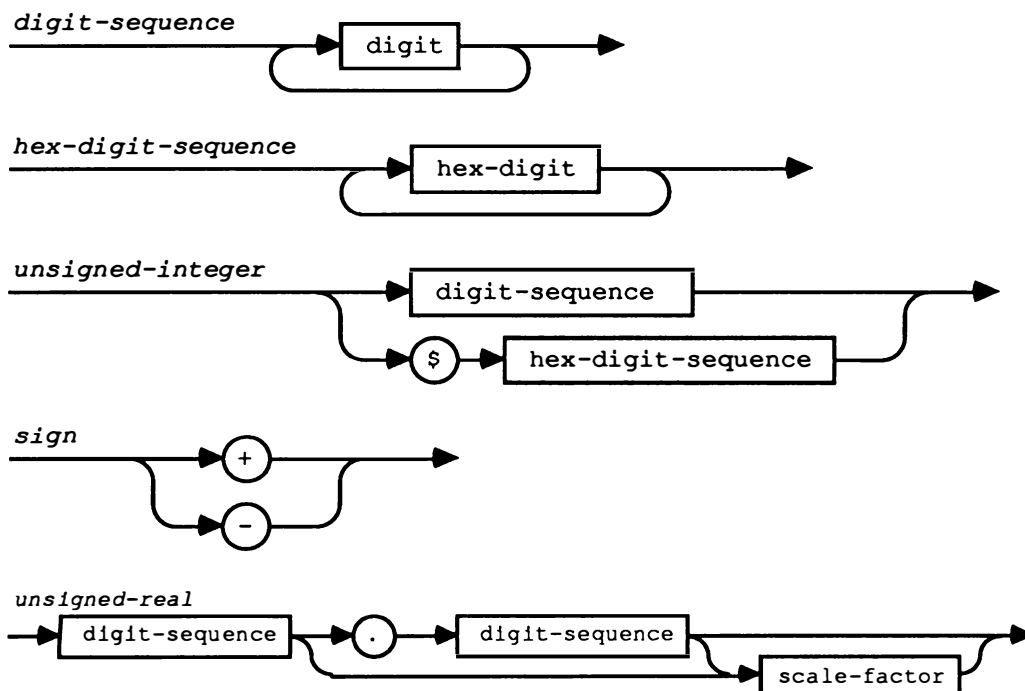 digit-sequence
digit
hex-digit-sequence
hex-digit
unsigned-integer
digit-sequence
$ hex-digit-sequence
sign
+
-
unsigned-real
digit-sequence . digit-sequence
scale-factor